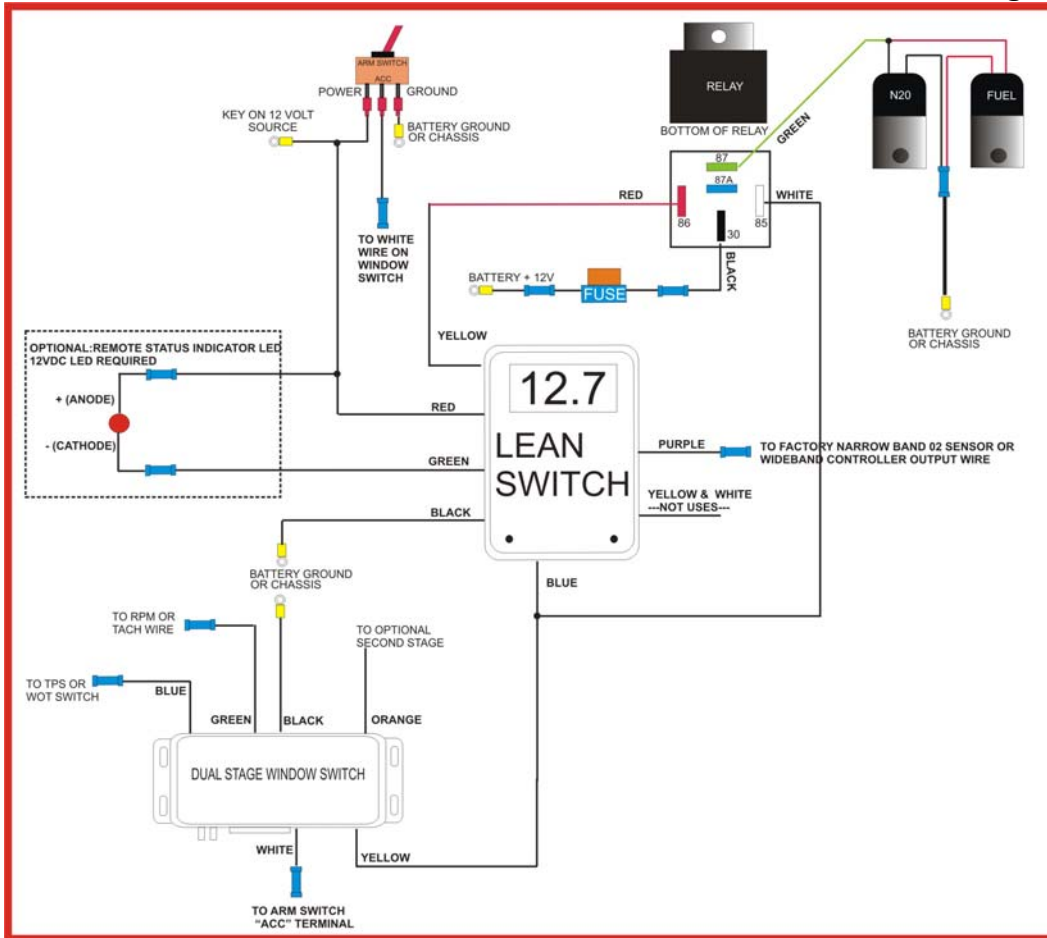 ARM SWITCH
ACC
POWER
GROUND
KEY ON 12 VOLT
SOURCE
BATTERY GROUND
OR CHASSIS
TO WHITE
WIRE ON
WINDOW
SWITCH
RELAY
BOTTOM OF RELAY
GREEN
N20
FUEL
87
87A
86
85
30
RED
WHITE
BLACK
BATTERY + 12V
FUSE
BATTERY GROUND
OR CHASSIS
YELLOW
OPTIONAL:REMOTE STATUS INDICATOR LED
12VDC LED REQUIRED
+ (ANODE)
- (CATHODE)
RED
GREEN
BLACK
12.7
LEAN
SWITCH
PURPLE
TO FACTORY NARROW BAND 02 SENSOR OR
WIDEBAND CONTROLLER OUTPUT WIRE
YELLOW & WHITE
---NOT USES---
BLUE
BATTERY GROUND
OR CHASSIS
TO RPM OR
TACH WIRE
TO OPTIONAL
SECOND STAGE
TO TPS OR
WOT SWITCH
BLUE
GREEN
BLACK
ORANGE
DUAL STAGE WINDOW SWITCH
WHITE
YELLOW
TO ARM SWITCH
"ACC" TERMINAL